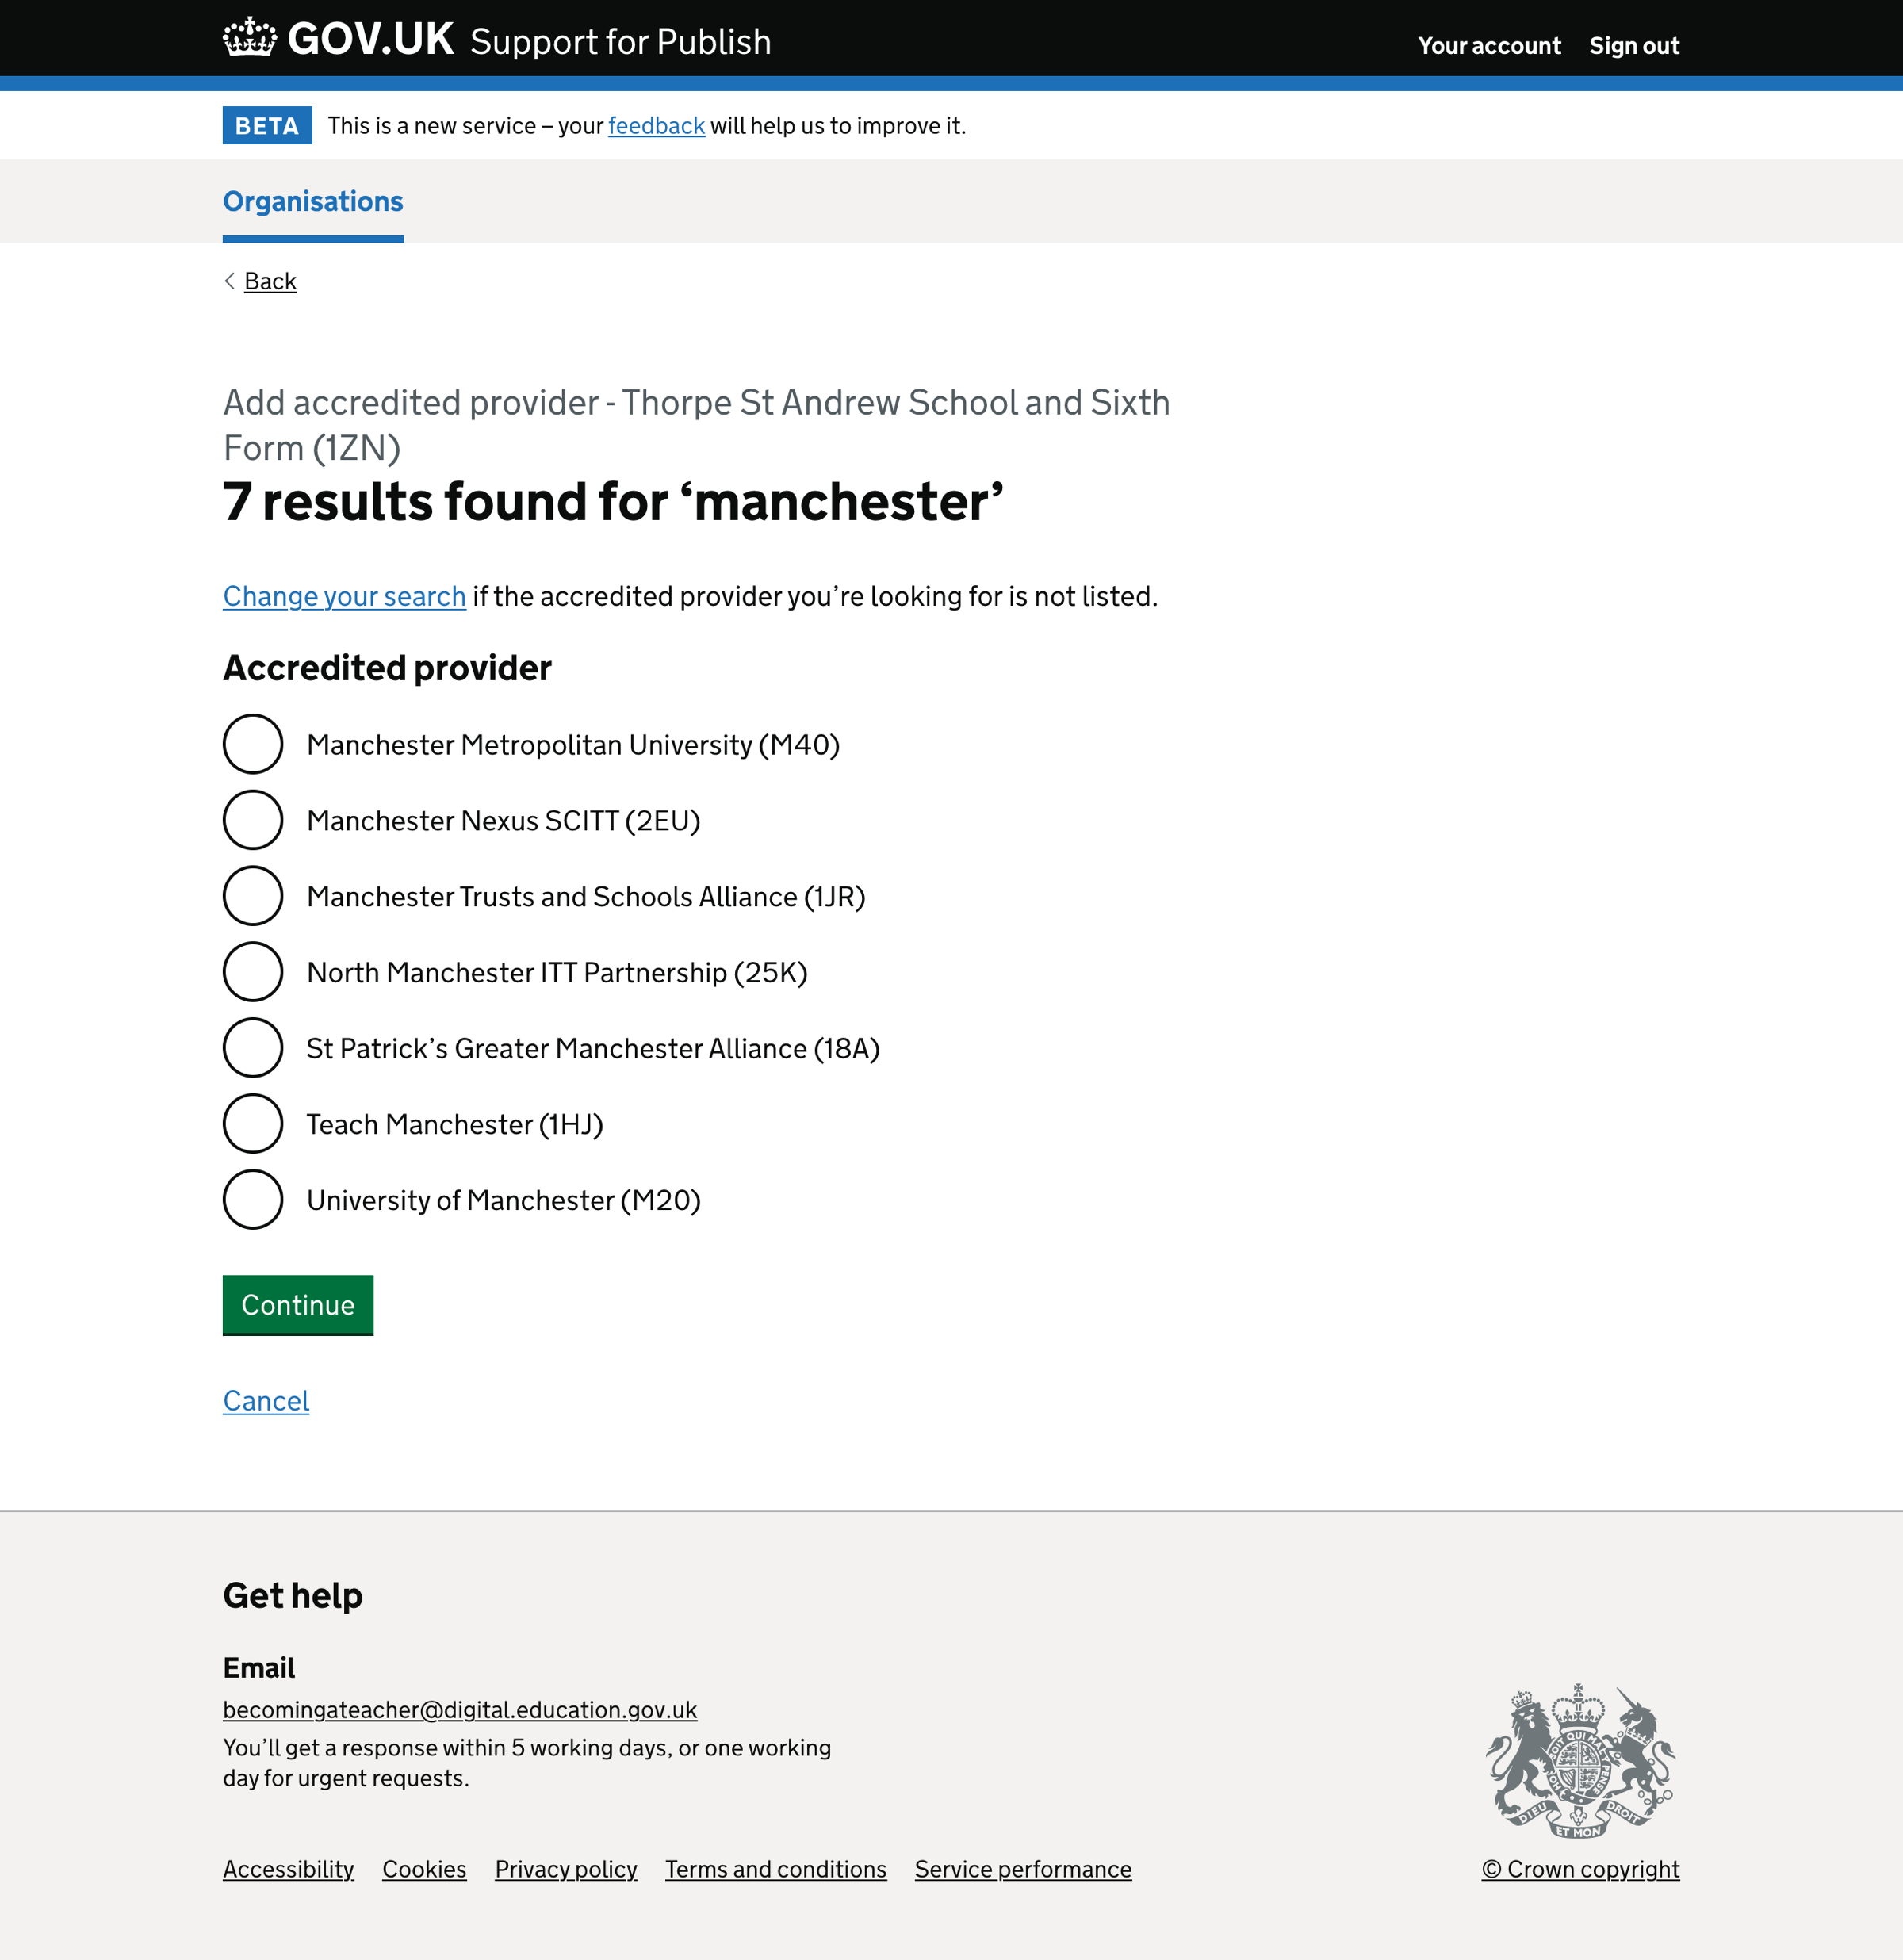 GOV.UK Support for Publish
Your account Sign out
BETA This is a new service – your feedback will help us to improve it.
Organisations
Back
Add accredited provider - Thorpe St Andrew School and Sixth
Form (1ZN)
7 results found for ‘manchester’
Change your search if the accredited provider you’re looking for is not listed.
Accredited provider
Manchester Metropolitan University (M40)
Manchester Nexus SCITT (2EU)
Manchester Trusts and Schools Alliance (1JR)
North Manchester ITT Partnership (25K)
St Patrick’s Greater Manchester Alliance (18A)
Teach Manchester (1HJ)
University of Manchester (M20)
Continue
Cancel
Get help
Email
becomingateacher@digital.education.gov.uk
You’ll get a response within 5 working days, or one working
day for urgent requests.
DIEU ET MON DROIT
Accessibility Cookies Privacy policy Terms and conditions Service performance
© Crown copyright